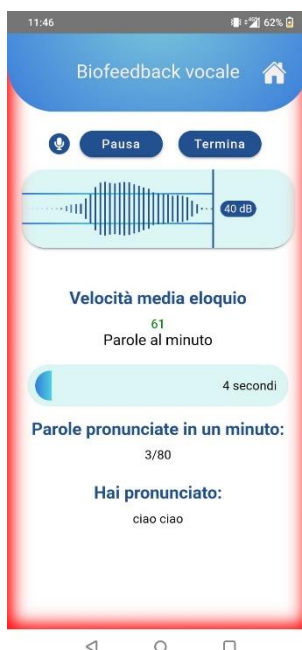 11:46
62%
Biofeedback vocale
Pausa Termina
40 dB
Velocità media eloquio
61
Parole al minuto
4 secondi
Parole pronunciate in un minuto:
3/80
Hai pronunciato:
ciao ciao